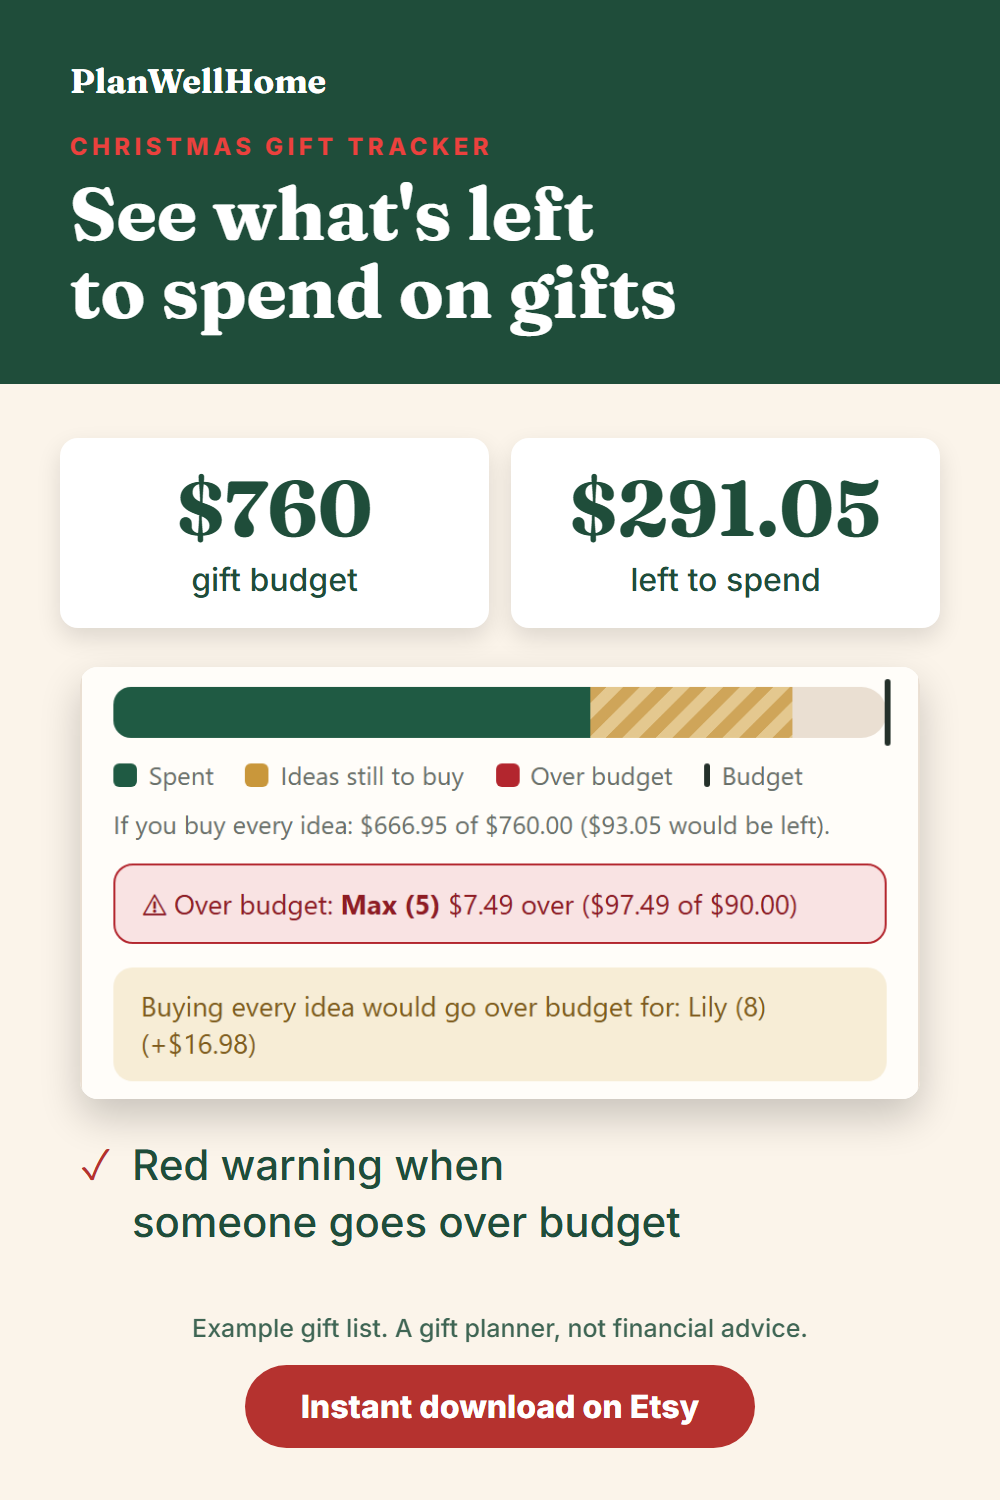 PlanWellHome
CHRISTMAS GIFT TRACKER
See what's left
to spend on gifts
$760
gift budget
$291.05
left to spend
Spent
Ideas still to buy
Over budget
Budget
If you buy every idea: $666.95 of $760.00 ($93.05 would be left).
⚠ Over budget: Max (5) $7.49 over ($97.49 of $90.00)
Buying every idea would go over budget for: Lily (8)
(+$16.98)
✓ Red warning when
someone goes over budget
Example gift list. A gift planner, not financial advice.
Instant download on Etsy